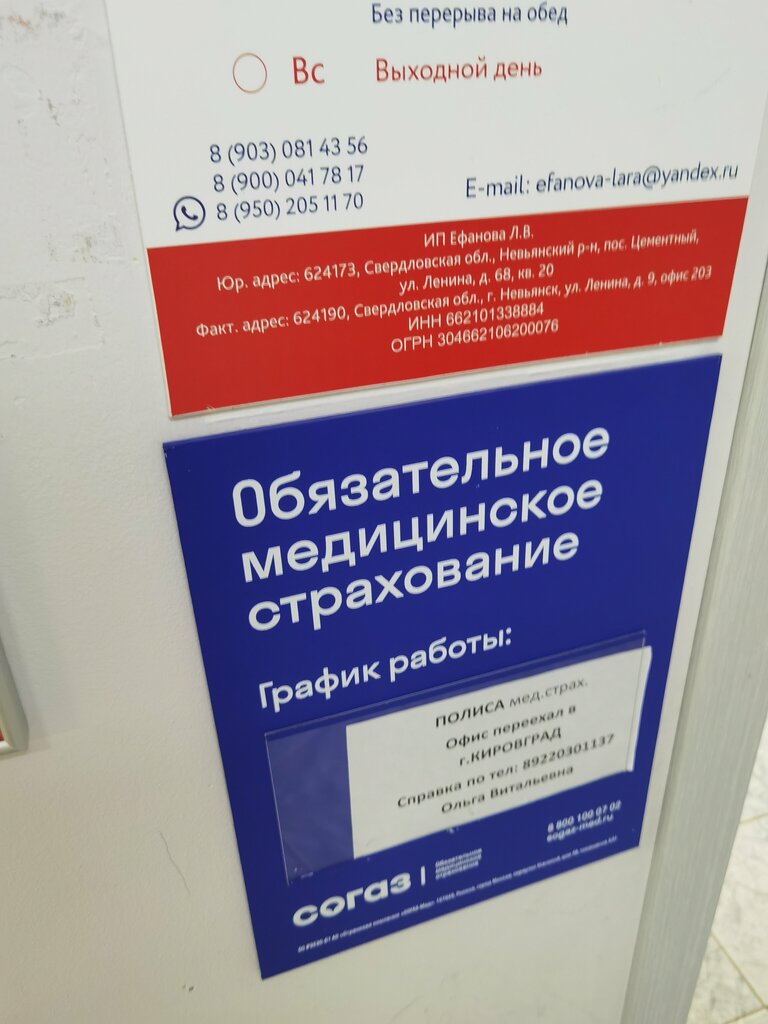 Без перерыва на обед
Вс Выходной день
8 (903) 081 43 56
8 (900) 041 78 17
8 (950) 205 11 70
E-mail: efanova-lara@yandex.ru
ИП Ефанова Л.В.
Юр. адрес: 624173, Свердловская обл., Невьянский р-н, пос. Цементный,
ул. Ленина, д. 68, кв. 20
Факт. адрес: 624190, Свердловская обл., г. Невьянск, ул. Ленина, д. 9, офис 203
ИНН 662101338884
ОГРН 304662106200076
Обязательное
медицинское
страхование
График работы:
ПОЛИСА мед.страх.
Офис переехал в
г.КИРОВГРАД
Справка по тел: 89220301137
Ольга Витальевна
8 800 100 07 02
sogaz-med.ru
согаз
Обязательное
медицинское
страхование